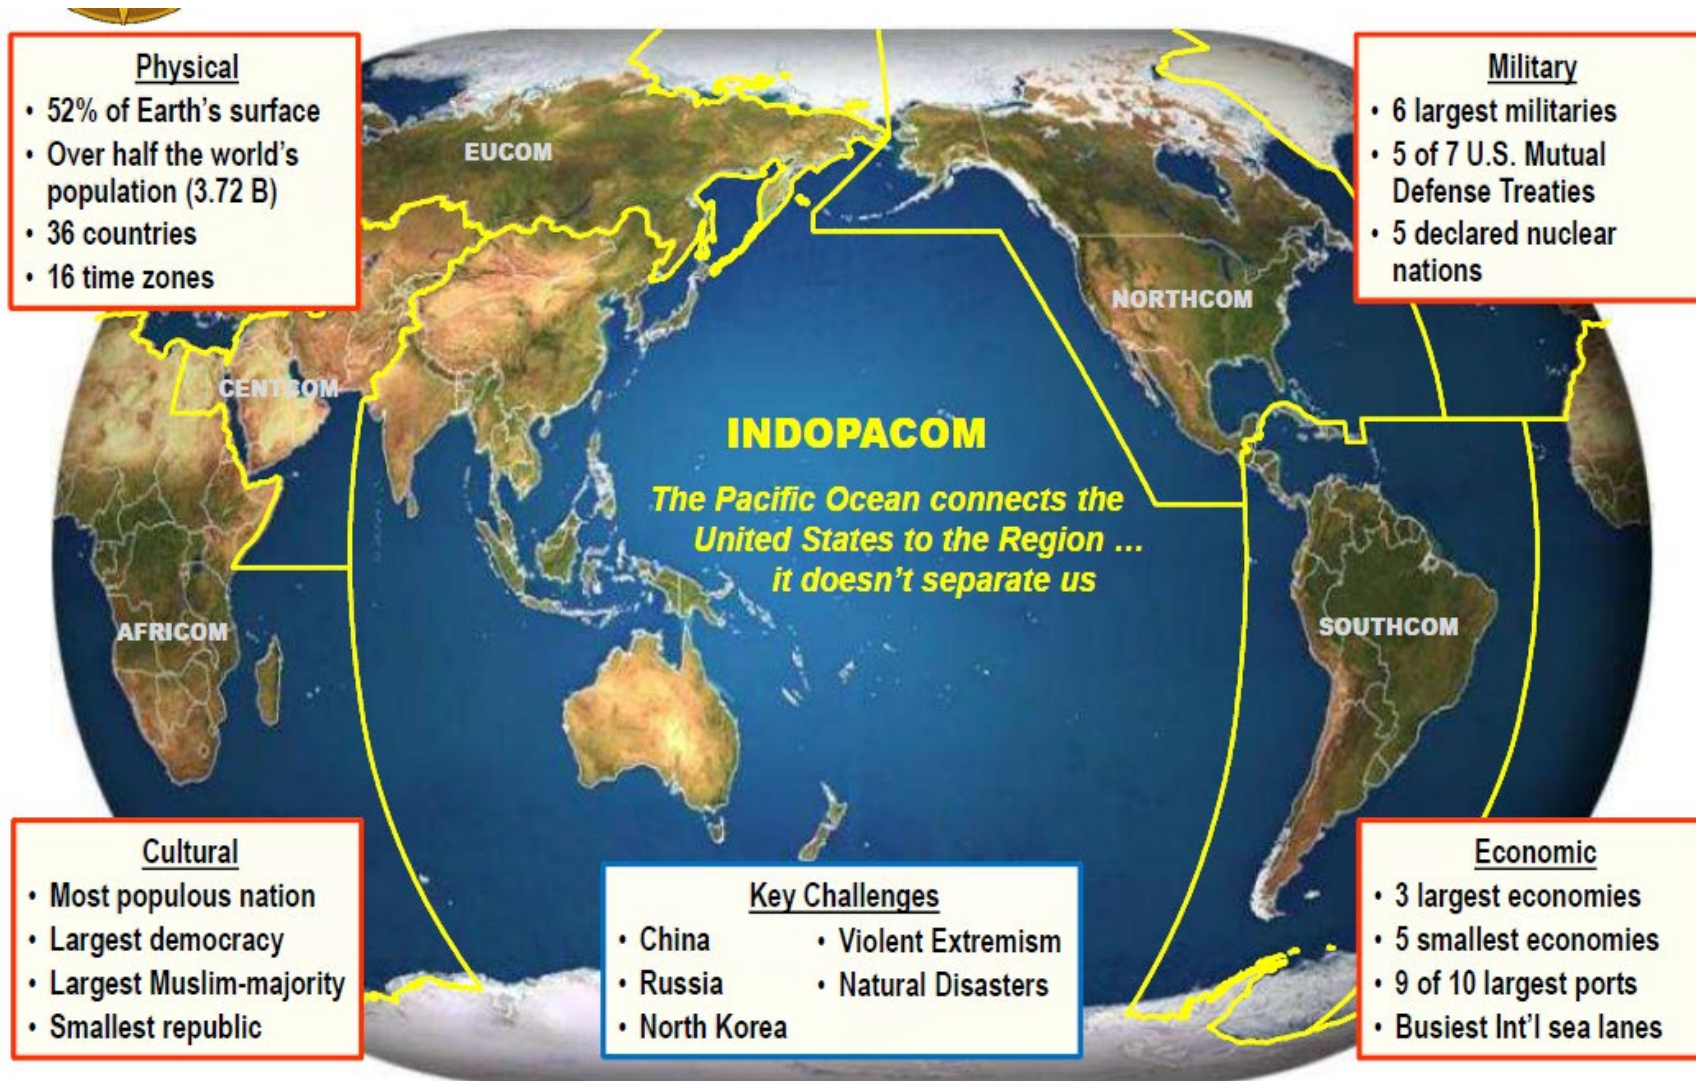 Physical
• 52% of Earth's surface
• Over half the world's
population (3.72 B)
• 36 countries
• 16 time zones
Military
• 6 largest militaries
• 5 of 7 U.S. Mutual
Defense Treaties
• 5 declared nuclear
nations
EUCOM
NORTHCOM
CENTCOM
INDOPACOM
The Pacific Ocean connects the
United States to the Region ...
it doesn't separate us
AFRICOM
SOUTHCOM
Cultural
• Most populous nation
• Largest democracy
• Largest Muslim-majority
• Smallest republic
Key Challenges
• China
• Russia
• North Korea
• Violent Extremism
• Natural Disasters
Economic
• 3 largest economies
• 5 smallest economies
• 9 of 10 largest ports
• Busiest Int'l sea lanes